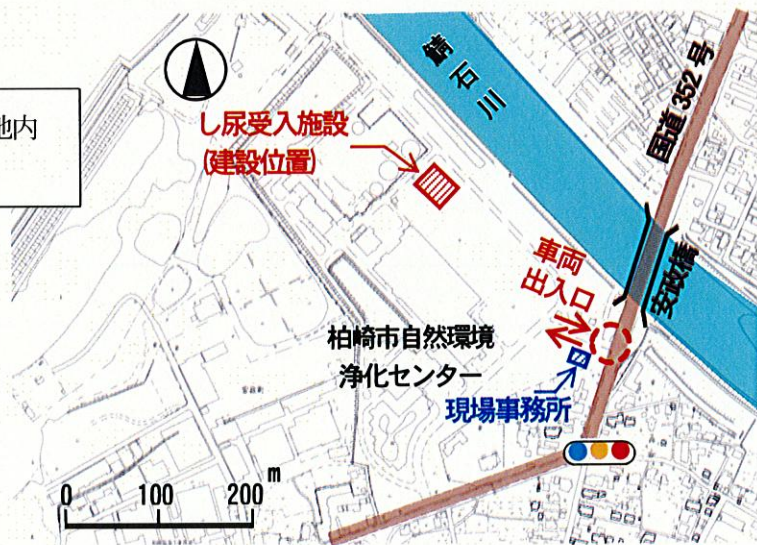 地内
し尿受入施設
(建設位置)
鯖石川
国道352号
安政橋
車両
出入口
柏崎市自然環境
浄化センター
現場事務所
0 100 200 m